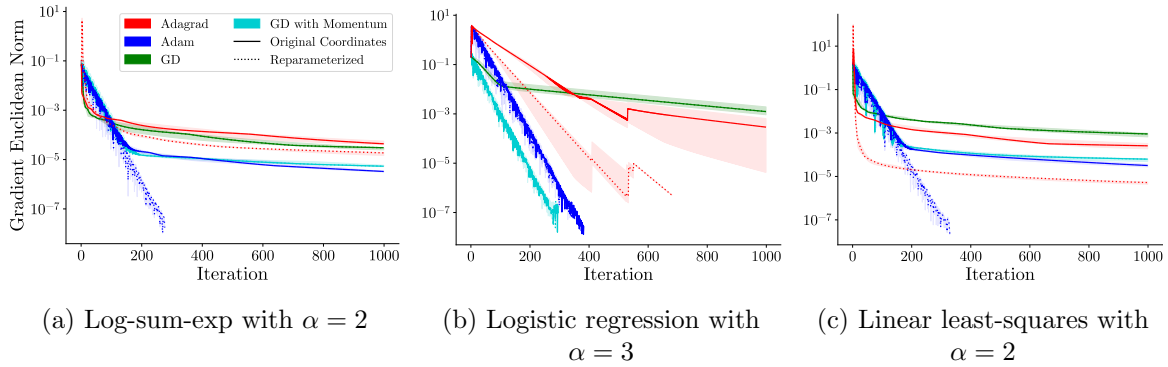 Gradient Euclidean Norm
10^1
10^-1
10^-3
10^-5
10^-7
0 200 400 600 800 1000
Iteration
Adagrad
Adam
GD
GD with Momentum
Original Coordinates
Reparameterized
(a) Log-sum-exp with α = 2
10^3
10^1
10^-1
10^-3
10^-5
10^-7
0 200 400 600 800 1000
Iteration
(b) Logistic regression with
α = 3
10^3
10^1
10^-1
10^-3
10^-5
10^-7
0 200 400 600 800 1000
Iteration
(c) Linear least-squares with
α = 2